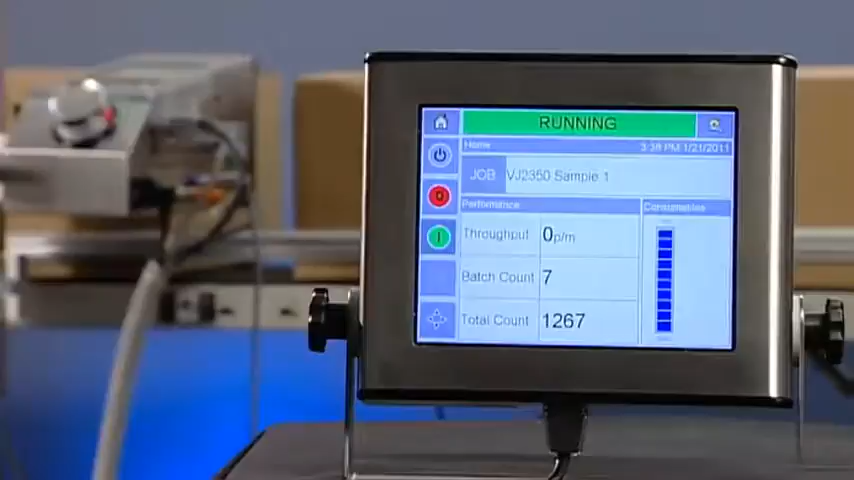 RUNNING
Home 3:38 PM 1/21/2011
JOB VJ2350 Sample 1
Performance Consumables
Throughput 0p/m
Batch Count 7
Total Count 1267